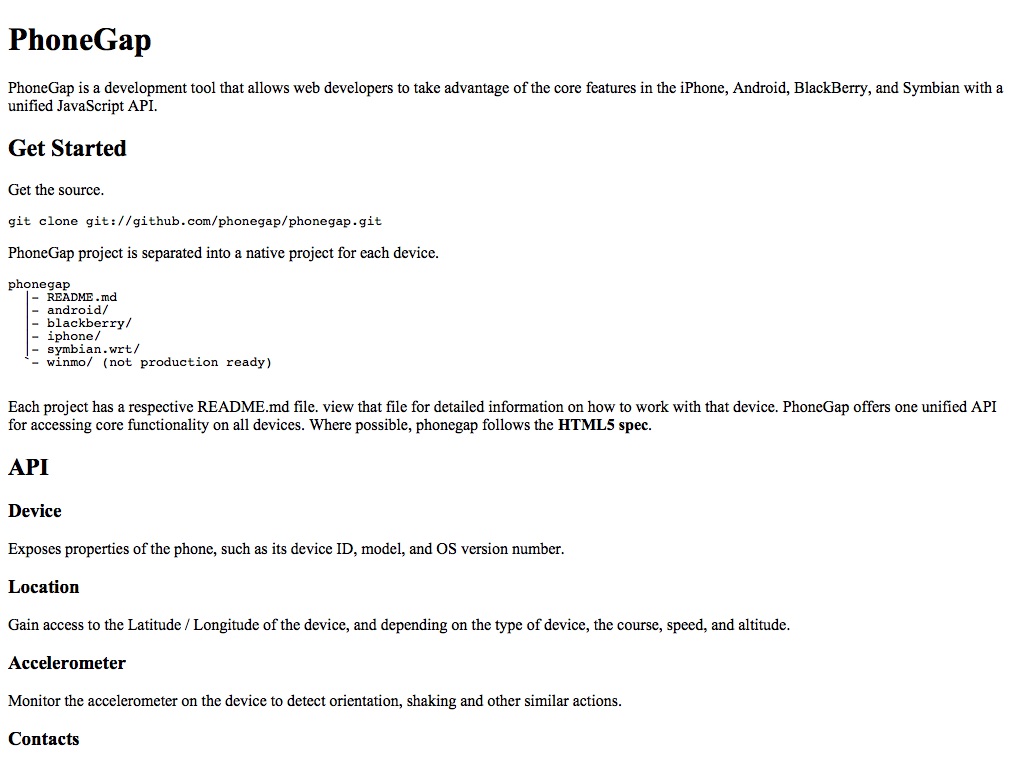 PhoneGap
PhoneGap is a development tool that allows web developers to take advantage of the core features in the iPhone, Android, BlackBerry, and Symbian with a
unified JavaScript API.
Get Started
Get the source.
git clone git://github.com/phonegap/phonegap.git
PhoneGap project is separated into a native project for each device.
phonegap
|- README.md
|- android/
|- blackberry/
|- iphone/
|- symbian.wrt/
`- winmo/ (not production ready)
Each project has a respective README.md file. view that file for detailed information on how to work with that device. PhoneGap offers one unified API
for accessing core functionality on all devices. Where possible, phonegap follows the HTML5 spec.
API
Device
Exposes properties of the phone, such as its device ID, model, and OS version number.
Location
Gain access to the Latitude / Longitude of the device, and depending on the type of device, the course, speed, and altitude.
Accelerometer
Monitor the accelerometer on the device to detect orientation, shaking and other similar actions.
Contacts